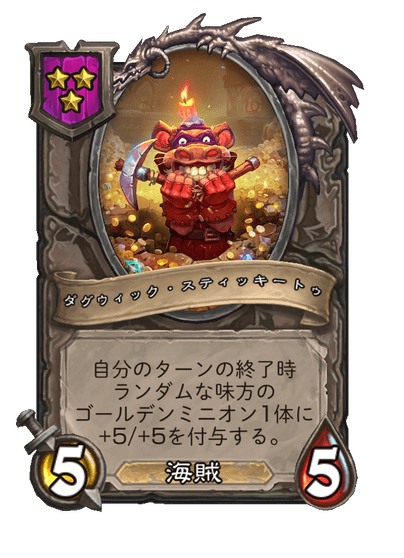 ダグウィック・スティッキートゥ
自分のターンの終了時
ランダムな味方の
ゴールデンミニオン1体に
+5/+5を付与する。
5
海賊
5